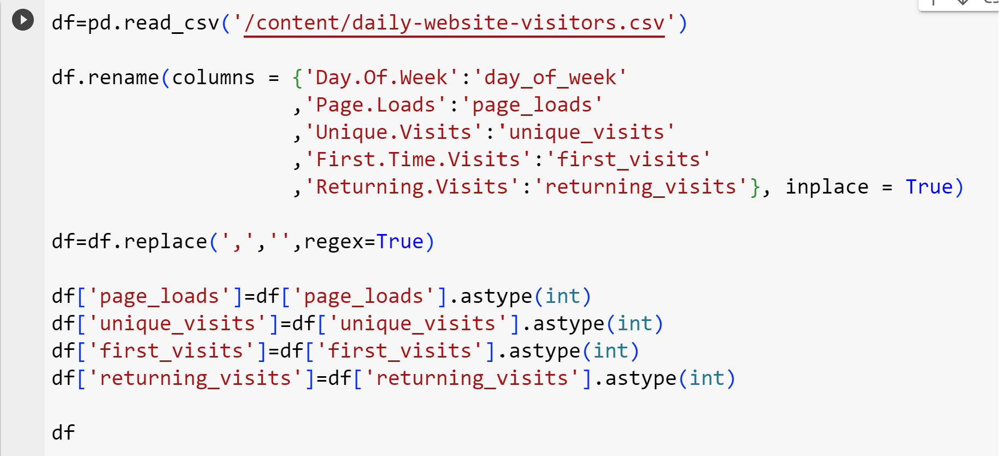 df=pd.read_csv('/content/daily-website-visitors.csv')
df.rename(columns = {'Day.Of.Week':'day_of_week'
,'Page.Loads':'page_loads'
,'Unique.Visits':'unique_visits'
,'First.Time.Visits':'first_visits'
,'Returning.Visits':'returning_visits'}, inplace = True)
df=df.replace(',','',regex=True)
df['page_loads']=df['page_loads'].astype(int)
df['unique_visits']=df['unique_visits'].astype(int)
df['first_visits']=df['first_visits'].astype(int)
df['returning_visits']=df['returning_visits'].astype(int)
df